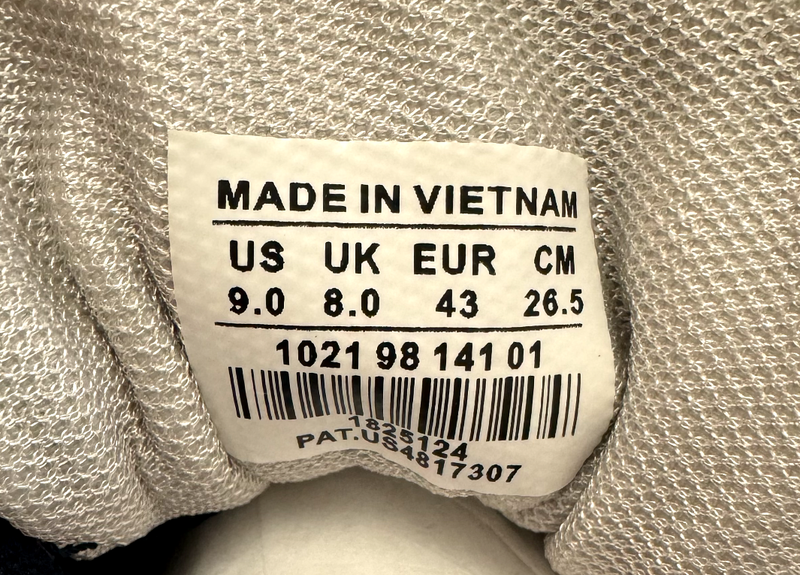 MADE IN VIETNAM
US UK EUR CM
9.0 8.0 43 26.5
1021 98 141 01
1825124
PAT.US4817307